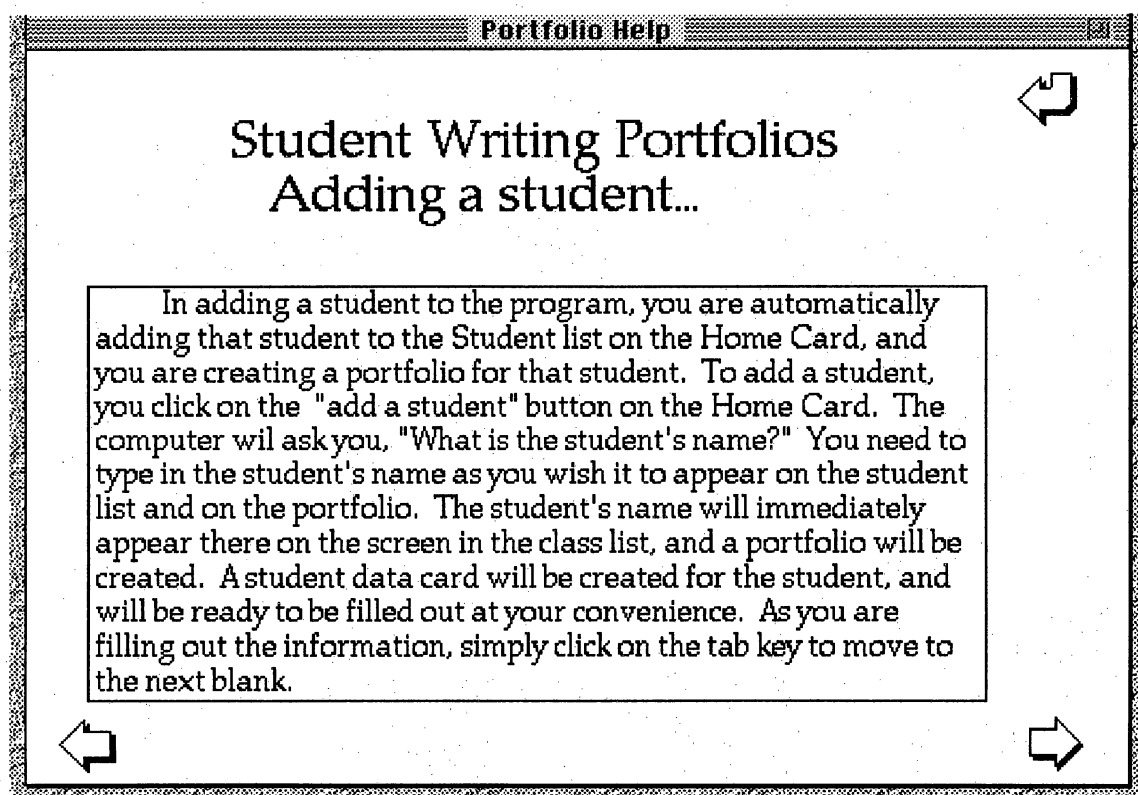 Portfolio Help
Student Writing Portfolios
Adding a student...
In adding a student to the program, you are automatically
adding that student to the Student list on the Home Card, and
you are creating a portfolio for that student.  To add a student,
you click on the  "add a student" button on the Home Card.  The
computer wil ask you, "What is the student's name?"  You need to
type in the student's name as you wish it to appear on the student
list and on the portfolio.  The student's name will immediately
appear there on the screen in the class list, and a portfolio will be
created.  A student data card will be created for the student, and
will be ready to be filled out at your convenience.  As you are
filling out the information, simply click on the tab key to move to
the next blank.